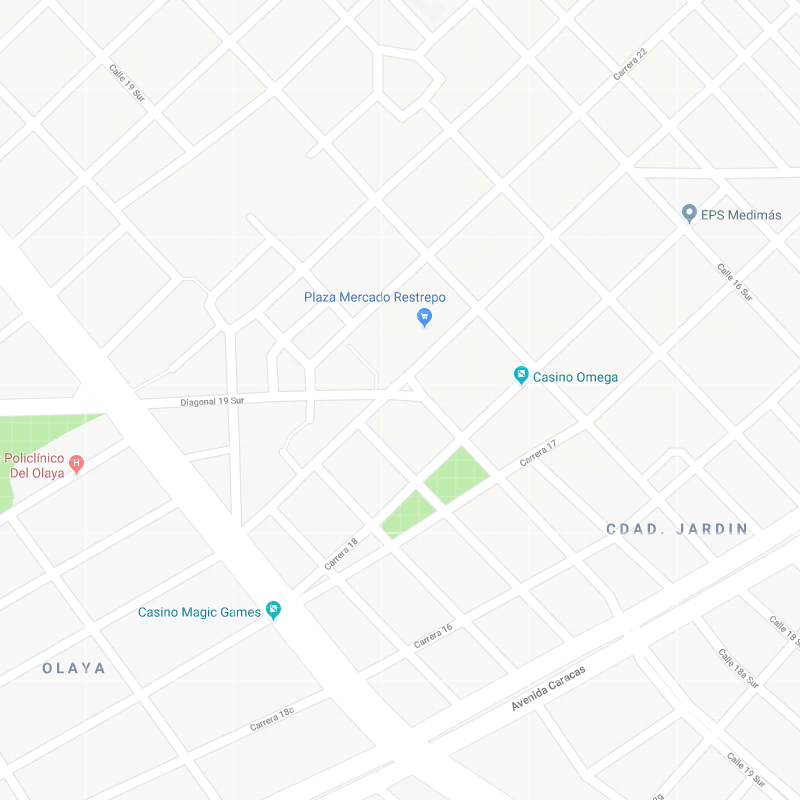 Carrera 22
Calle 19 Sur
EPS Medimás
Calle 16 Sur
Plaza Mercado Restrepo
Casino Omega
Diagonal 19 Sur
Carrera 17
Policlínico
Del Olaya
CDAD. JARDIN
Carrera 18
Casino Magic Games
Carrera 16
Calle 18 S
OLAYA
Calle 18a Sur
Avenida Caracas
Carrera 18c
Calle 19 Sur